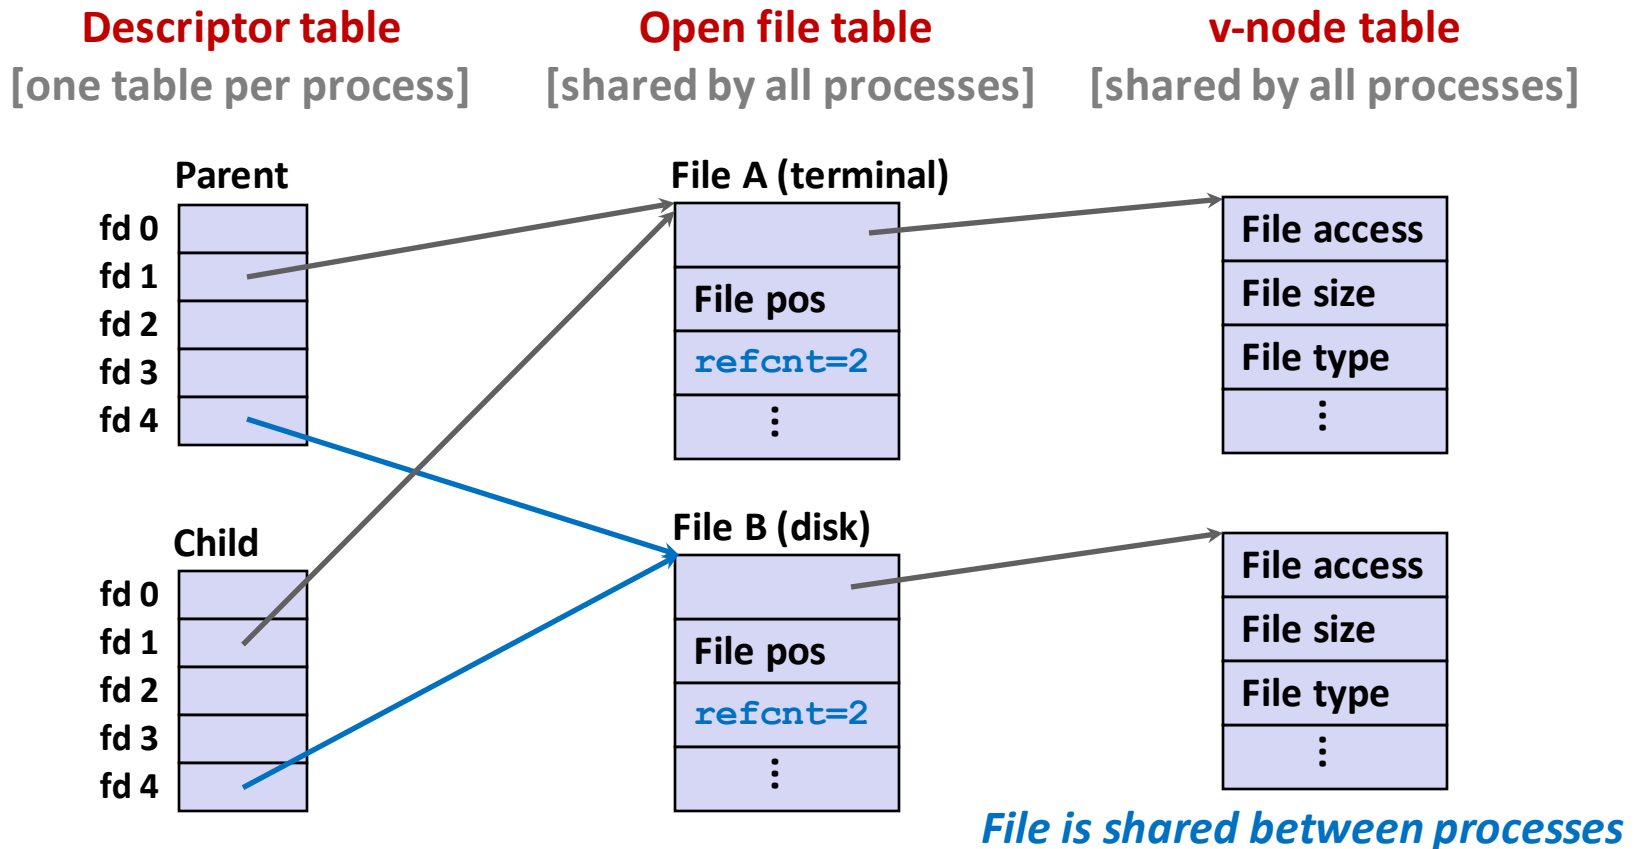 Descriptor table
[one table per process]
Open file table
[shared by all processes]
v-node table
[shared by all processes]
Parent
fd 0
fd 1
fd 2
fd 3
fd 4
Child
fd 0
fd 1
fd 2
fd 3
fd 4
File A (terminal)
File pos
refcnt=2
⋮
File B (disk)
File pos
refcnt=2
⋮
File access
File size
File type
⋮
File access
File size
File type
⋮
File is shared between processes